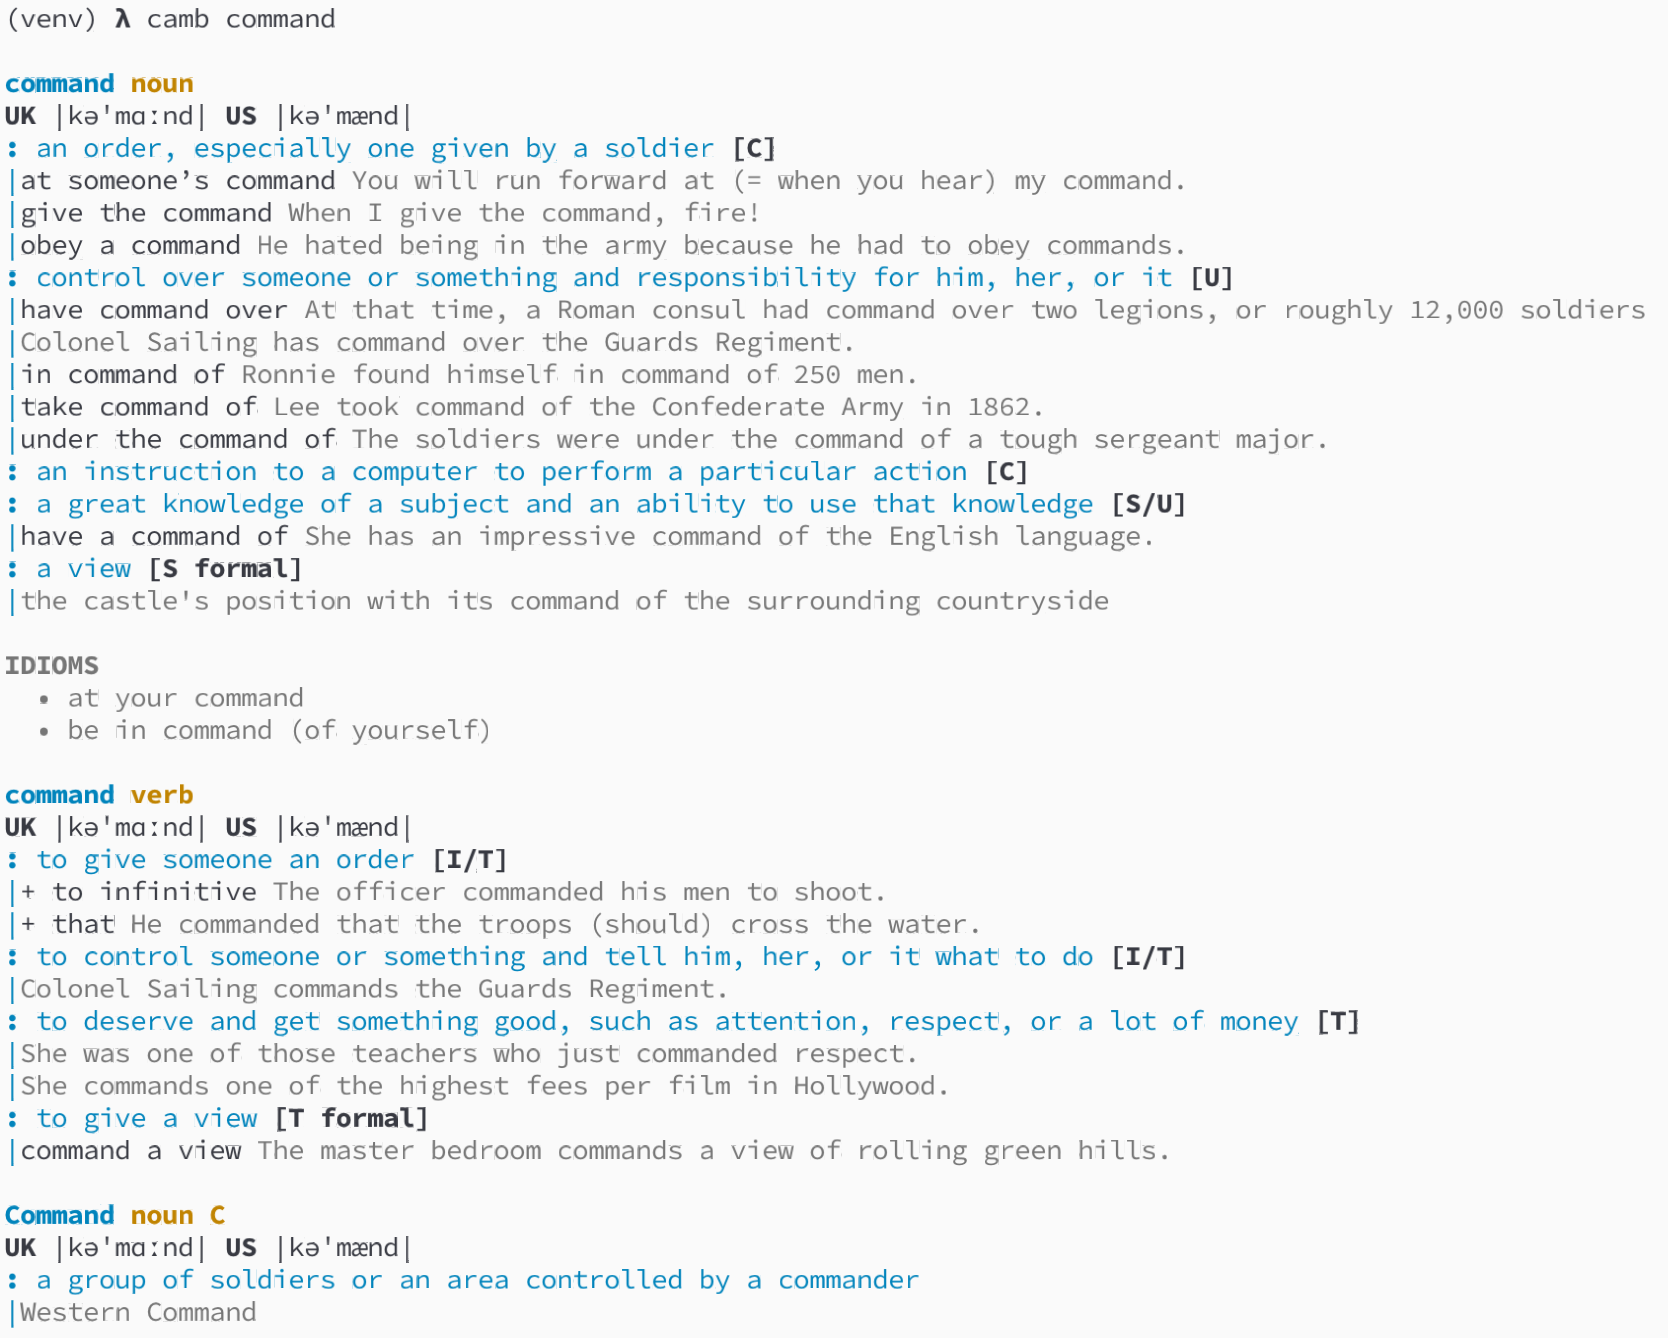 (venv) λ camb command
command noun
UK |kəˈmɑːnd| US |kəˈmænd|
: an order, especially one given by a soldier [C]
|at someone’s command You will run forward at (= when you hear) my command.
|give the command When I give the command, fire!
|obey a command He hated being in the army because he had to obey commands.
: control over someone or something and responsibility for him, her, or it [U]
|have command over At that time, a Roman consul had command over two legions, or roughly 12,000 soldiers
|Colonel Sailing has command over the Guards Regiment.
|in command of Ronnie found himself in command of 250 men.
|take command of Lee took command of the Confederate Army in 1862.
|under the command of The soldiers were under the command of a tough sergeant major.
: an instruction to a computer to perform a particular action [C]
: a great knowledge of a subject and an ability to use that knowledge [S/U]
|have a command of She has an impressive command of the English language.
: a view [S formal]
|the castle's position with its command of the surrounding countryside
IDIOMS
• at your command
• be in command (of yourself)
command verb
UK |kəˈmɑːnd| US |kəˈmænd|
: to give someone an order [I/T]
|+ to infinitive The officer commanded his men to shoot.
|+ that He commanded that the troops (should) cross the water.
: to control someone or something and tell him, her, or it what to do [I/T]
|Colonel Sailing commands the Guards Regiment.
: to deserve and get something good, such as attention, respect, or a lot of money [T]
|She was one of those teachers who just commanded respect.
|She commands one of the highest fees per film in Hollywood.
: to give a view [T formal]
|command a view The master bedroom commands a view of rolling green hills.
Command noun C
UK |kəˈmɑːnd| US |kəˈmænd|
: a group of soldiers or an area controlled by a commander
|Western Command